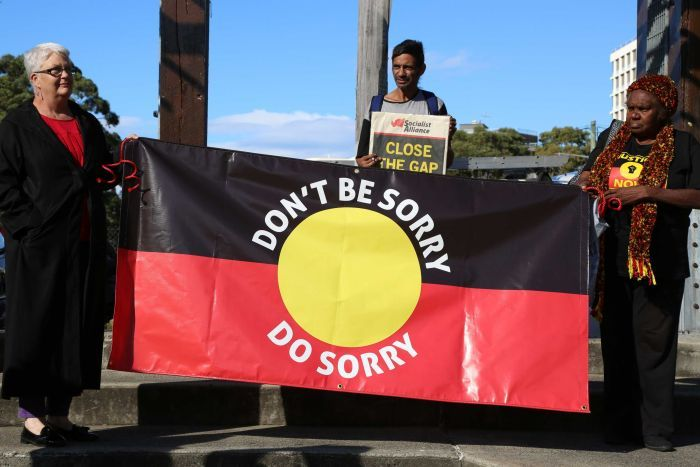 Socialist
Alliance
CLOSE
THE GAP
DON'T BE SORRY
DO SORRY
JUSTICE
NOW